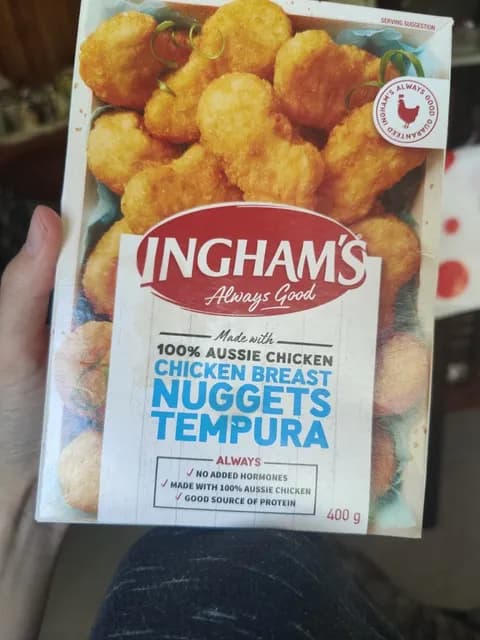 SERVING SUGGESTION
INGHAM'S ALWAYS GOOD GUARANTEED
INGHAM'S
Always Good
Made with
100% AUSSIE CHICKEN
CHICKEN BREAST
NUGGETS
TEMPURA
ALWAYS
✓ NO ADDED HORMONES
✓ MADE WITH 100% AUSSIE CHICKEN
✓ GOOD SOURCE OF PROTEIN
400 g